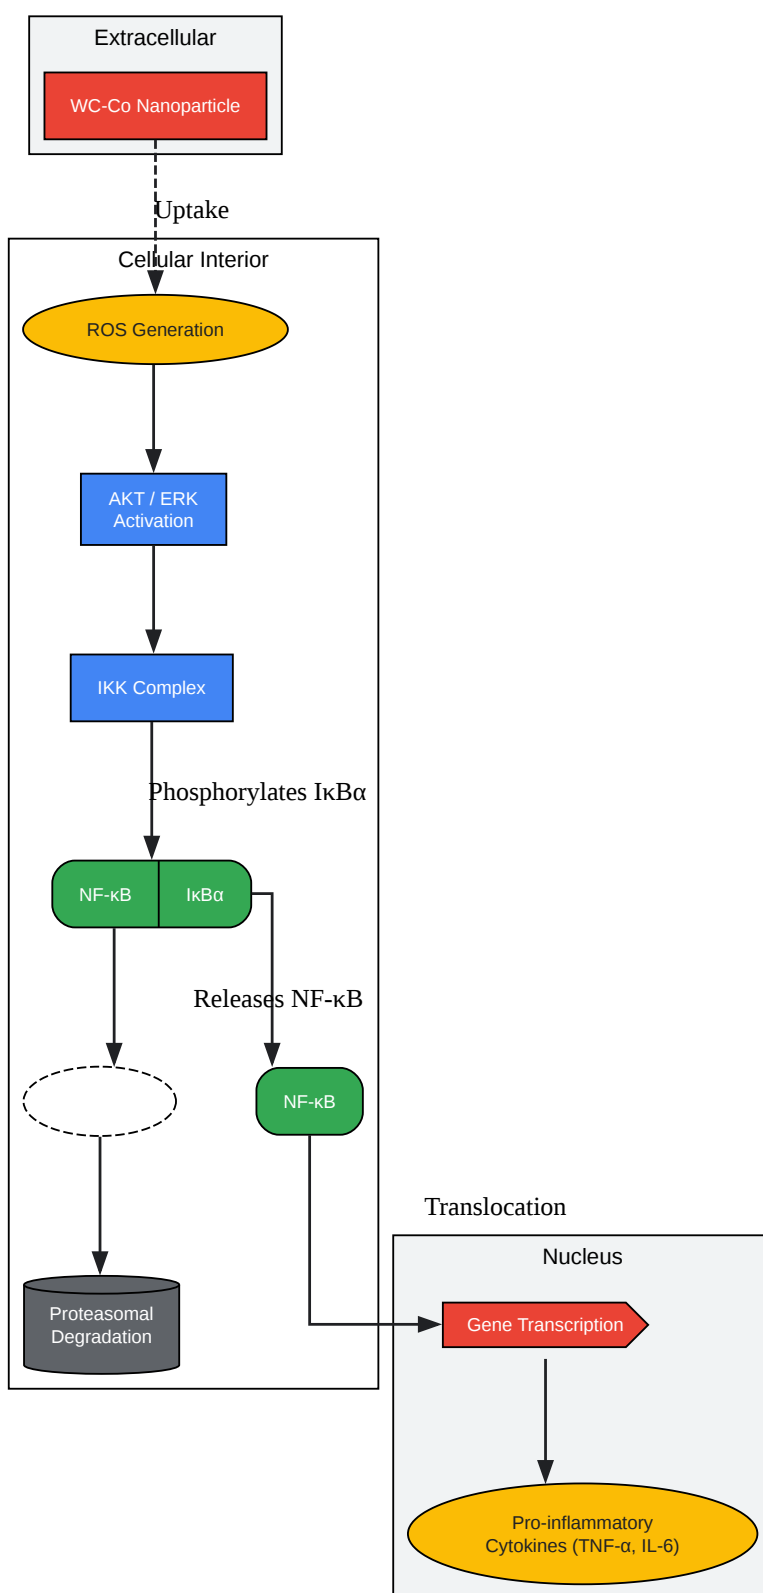 Extracellular
WC-Co Nanoparticle
Uptake
Cellular Interior
ROS Generation
AKT / ERK
Activation
IKK Complex
Phosphorylates IκBα
NF-κB
IκBα
Releases NF-κB
NF-κB
Translocation
Nucleus
Proteasomal
Degradation
Gene Transcription
Pro-inflammatory
Cytokines (TNF-α, IL-6)